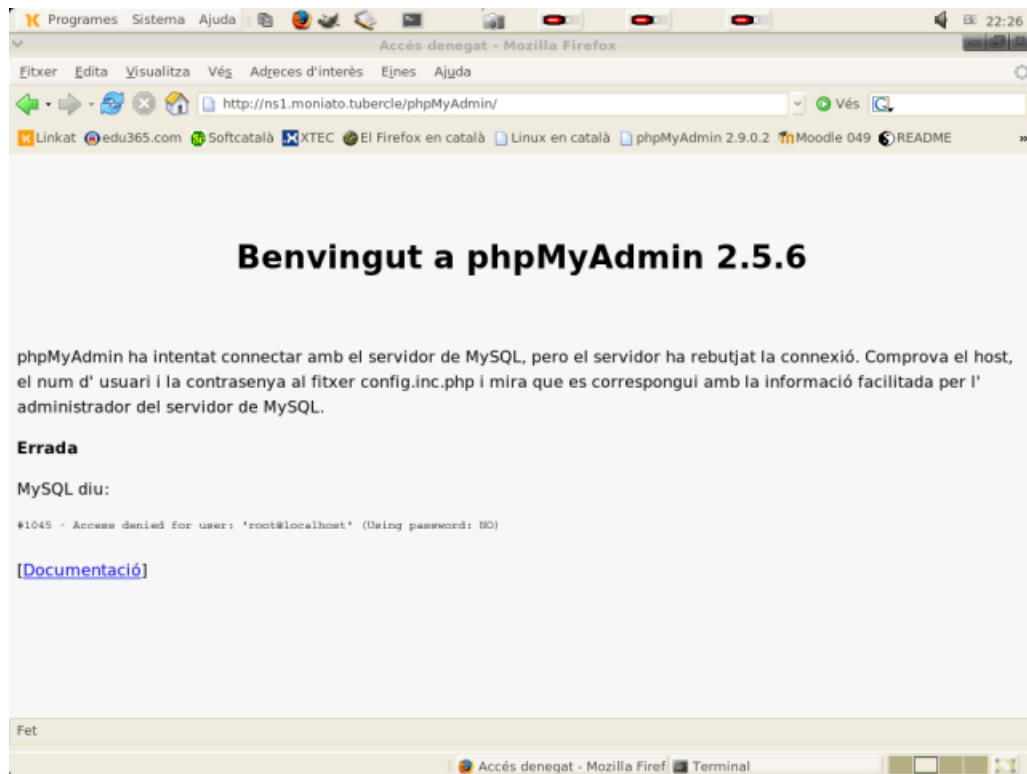 Programes Sistema Ajuda 22:26
Accés denegat - Mozilla Firefox
Fitxer Edita Visualitza Vés Adreces d'interès Eines Ajuda
http://ns1.moniato.tubercle/phpMyAdmin/ Vés
Linkat edu365.com Softcatalà XTEC El Firefox en català Linux en català phpMyAdmin 2.9.0.2 Moodle 049 README »
Benvingut a phpMyAdmin 2.5.6
phpMyAdmin ha intentat connectar amb el servidor de MySQL, pero el servidor ha rebutjat la connexió. Comprova el host,
el num d' usuari i la contrasenya al fitxer config.inc.php i mira que es correspongui amb la informació facilitada per l'
administrador del servidor de MySQL.
Errada
MySQL diu:
#1045 - Access denied for user: 'root@localhost' (Using password: NO)
[Documentació]
Fet
Accés denegat - Mozilla Firef Terminal